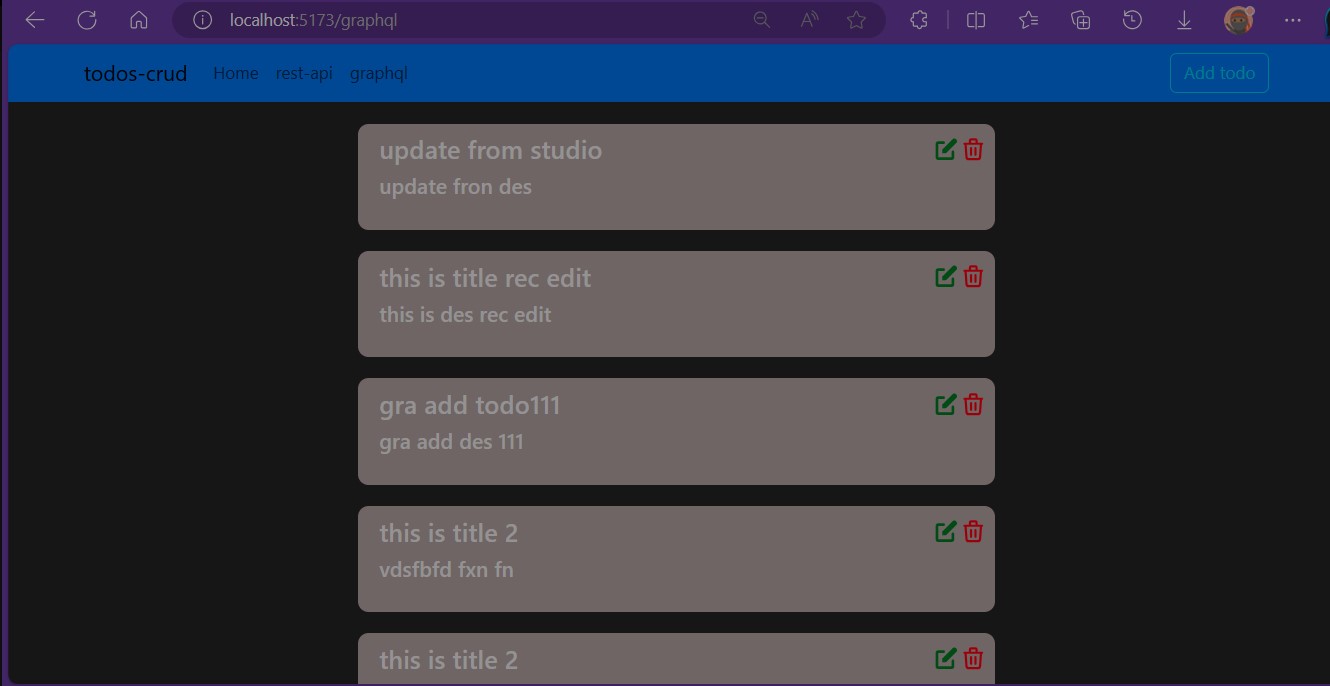 localhost:5173/graphql
todos-crud Home rest-api graphql Add todo
update from studio
update fron des
this is title rec edit
this is des rec edit
gra add todo111
gra add des 111
this is title 2
vdsfbfd fxn fn
this is title 2